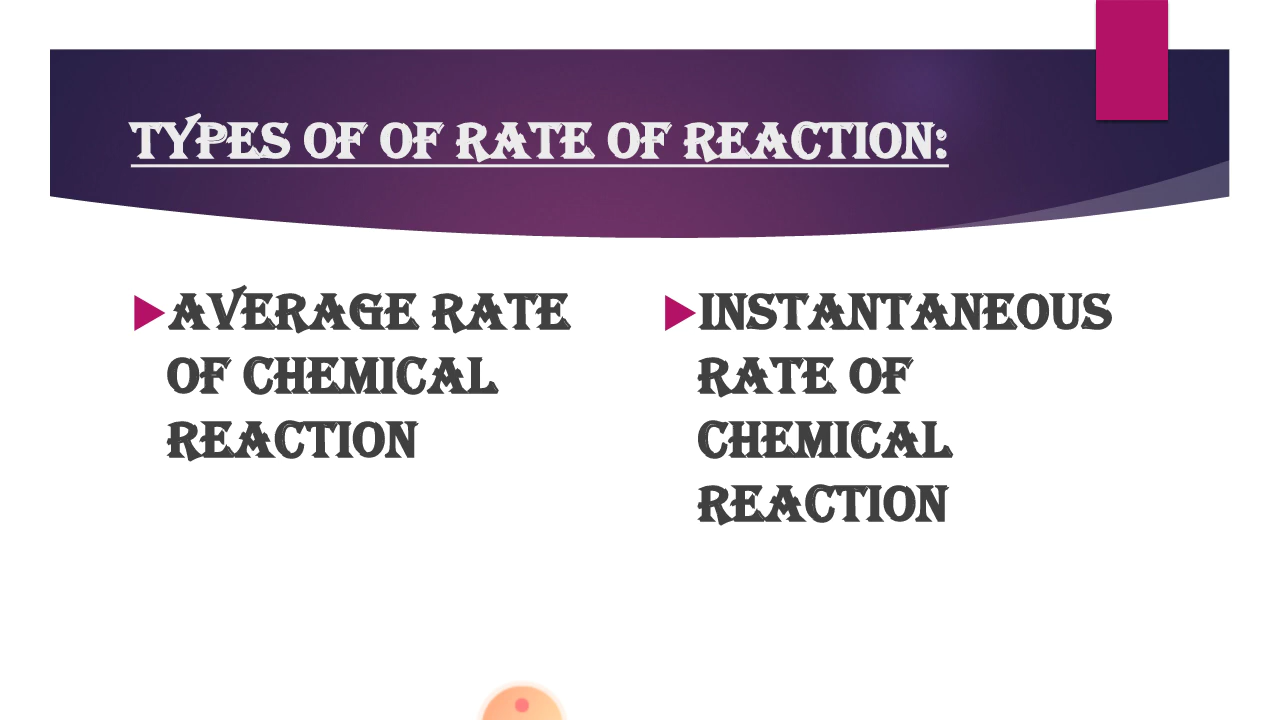 TYPES OF OF RATE OF REACTION:
AVERAGE RATE
OF CHEMICAL
REACTION
INSTANTANEOUS
RATE OF
CHEMICAL
REACTION